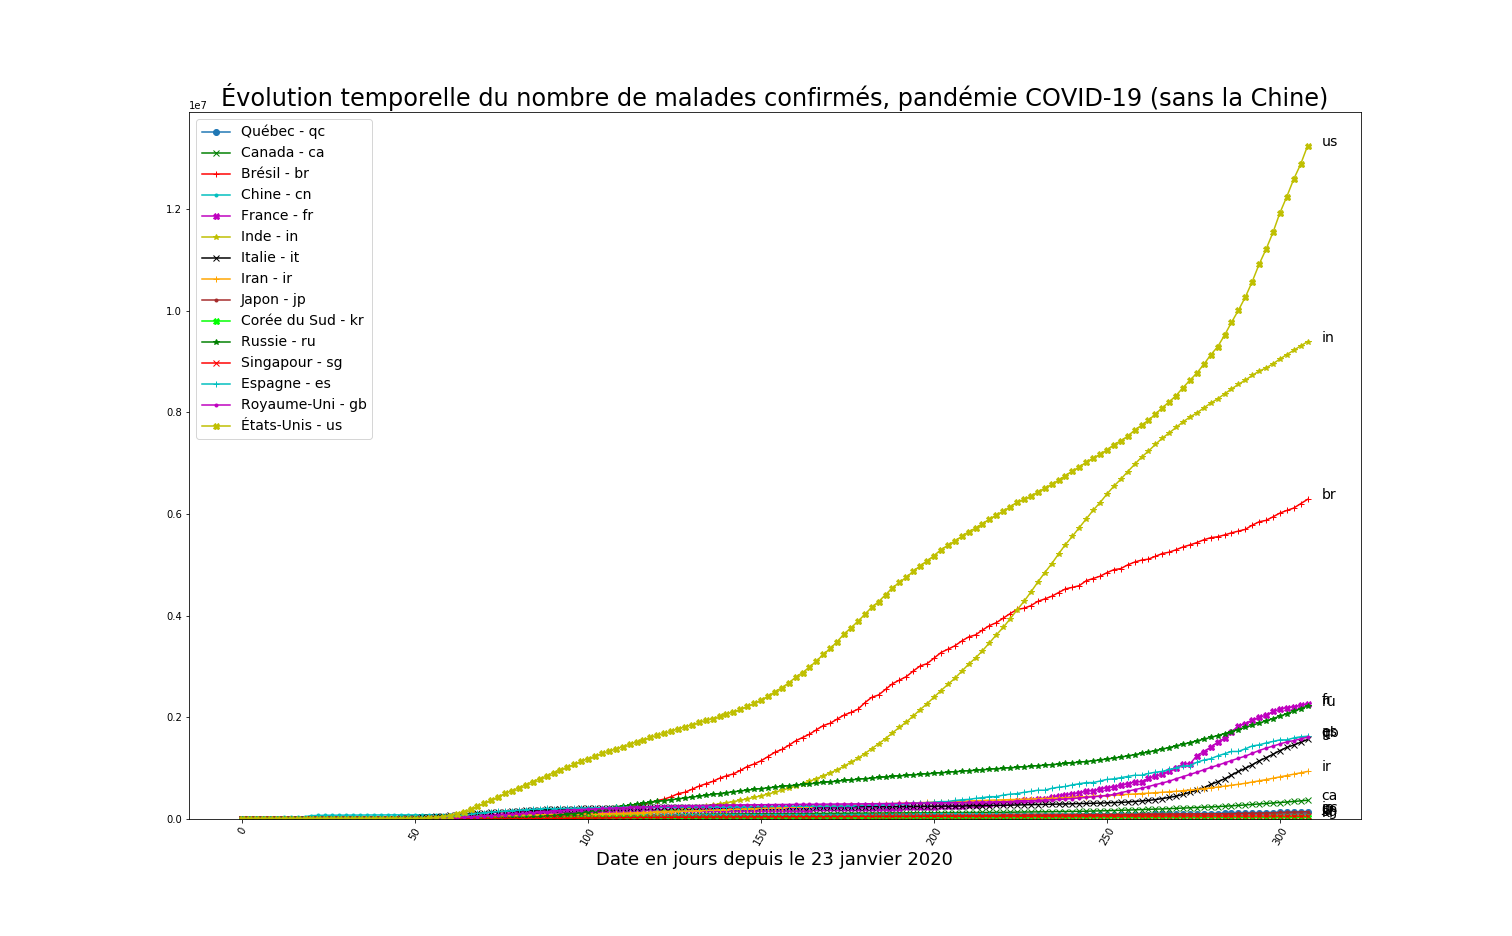 Évolution temporelle du nombre de malades confirmés, pandémie COVID-19 (sans la Chine)
1e7
Québec - qc
Canada - ca
Brésil - br
Chine - cn
France - fr
Inde - in
Italie - it
Iran - ir
Japon - jp
Corée du Sud - kr
Russie - ru
Singapour - sg
Espagne - es
Royaume-Uni - gb
États-Unis - us
1.2
1.0
0.8
0.6
0.4
0.2
0.0
us
in
br
fr
ru
ir
ca
0
50
100
150
200
250
300
Date en jours depuis le 23 janvier 2020